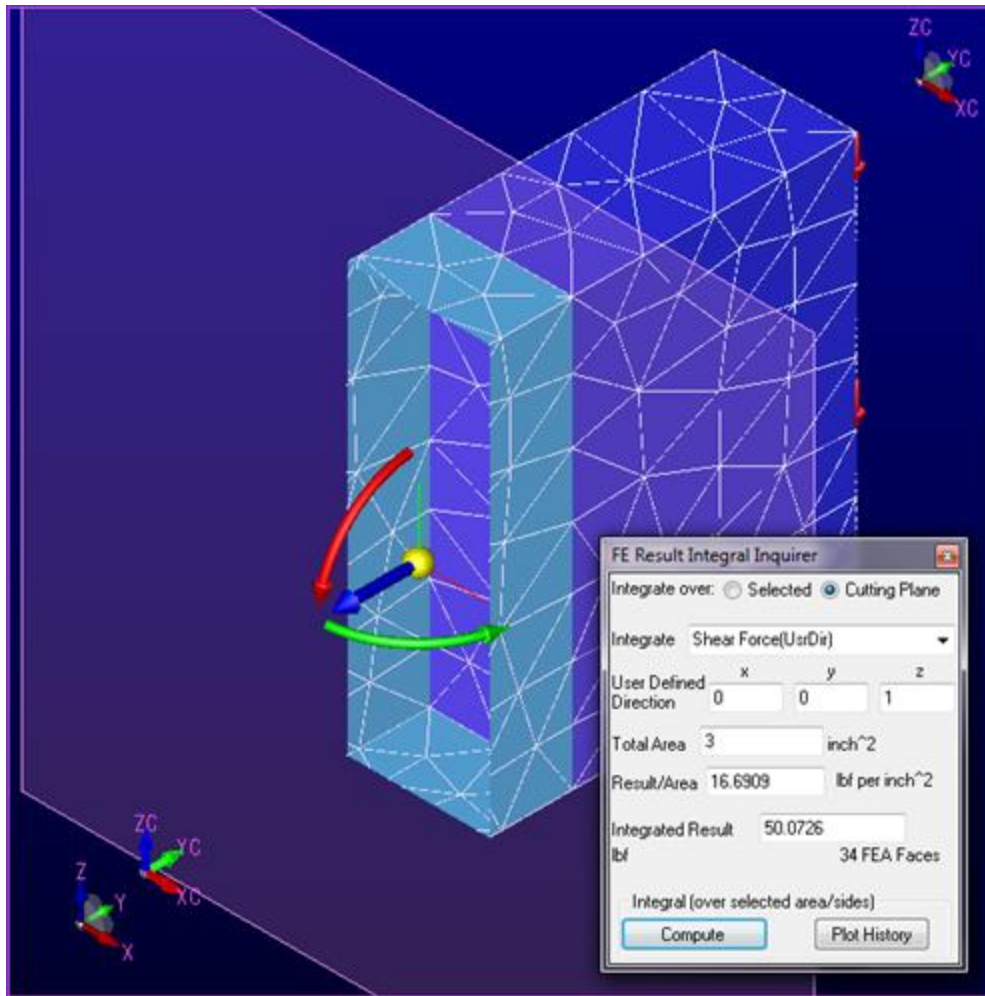 ZC
YC
XC
FE Result Integral Inquirer
Integrate over: Selected Cutting Plane
Integrate Shear Force(UsrDir)
x y z
User Defined
Direction 0 0 1
Total Area 3 inch^2
Result/Area 16.6909 lbf per inch^2
Integrated Result 50.0726
lbf 34 FEA Faces
Integral (over selected area/sides)
Compute Plot History
ZC
YC
XC
Z
Y
X